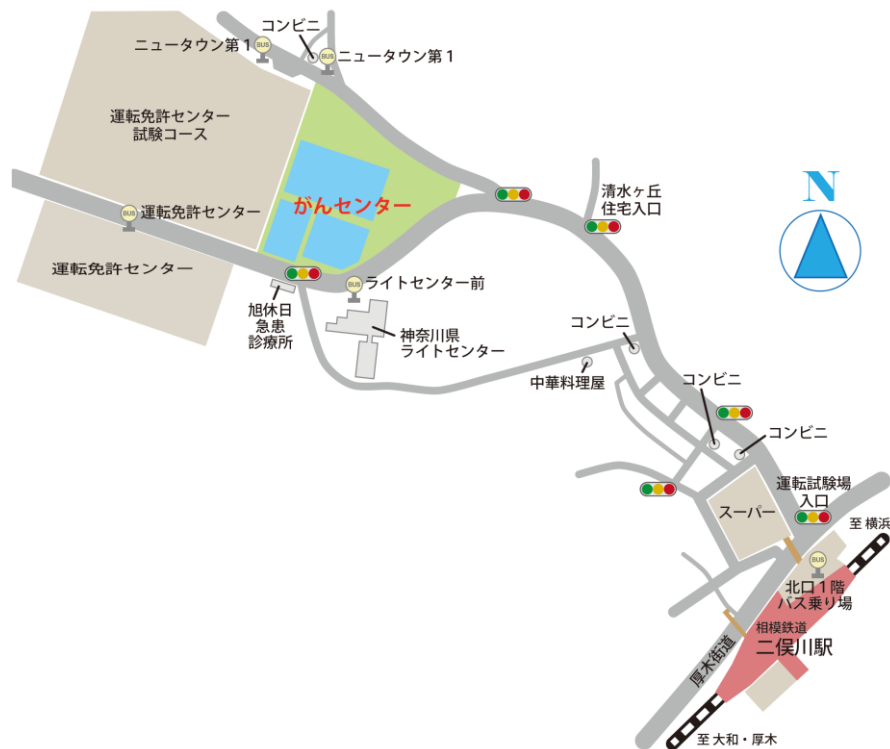 コンビニ
ニュータウン第1
BUS
BUS
ニュータウン第1
N
運転免許センター
試験コース
がんセンター
清水ヶ丘
住宅入口
BUS
運転免許センター
運転免許センター
BUS
ライトセンター前
旭休日
急患
診療所
神奈川県
ライトセンター
コンビニ
中華料理屋
コンビニ
コンビニ
運転試験場
入口
スーパー
至 横浜
BUS
北口1階
バス乗り場
相模鉄道
二俣川駅
厚木街道
至 大和・厚木